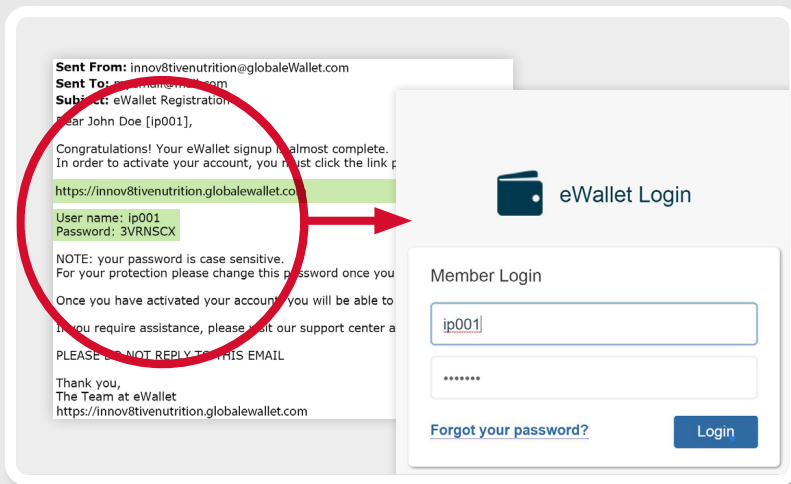 Sent From: innov8tivenutrition@globaleWallet.com
Sent To: myemail@mail.com
Subject: eWallet Registration
Dear John Doe [ip001],
Congratulations! Your eWallet signup is almost complete.
In order to activate your account, you must click the link
https://innov8tivenutrition.globalewallet.com
User name: ip001
Password: 3VRNSCX
NOTE: your password is case sensitive.
For your protection please change this password once you
Once you have activated your account, you will be able to
If you require assistance, please visit our support center
PLEASE DO NOT REPLY TO THIS EMAIL
Thank you,
The Team at eWallet
https://innov8tivenutrition.globalewallet.com
eWallet Login
Member Login
ip001
•••••••
Forgot your password?
Login